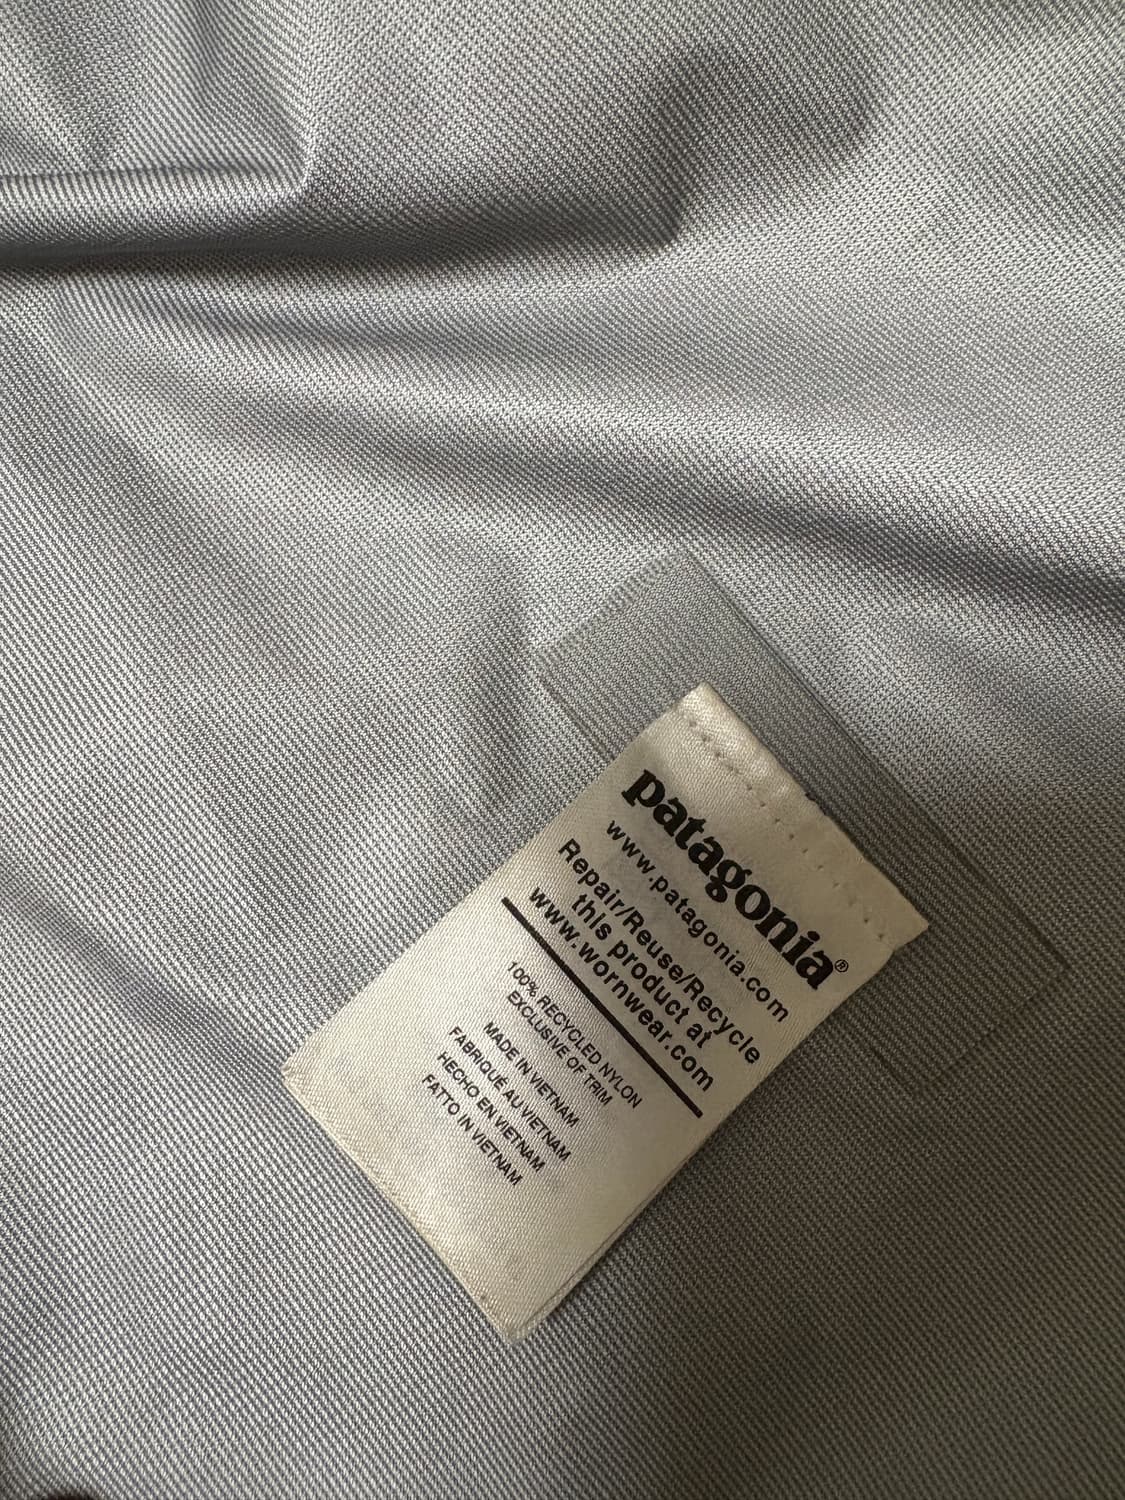 patagonia®
www.patagonia.com
Repair/Reuse/Recycle
this product at
www.wornwear.com
100% RECYCLED NYLON
EXCLUSIVE OF TRIM
MADE IN VIETNAM
FABRIQUÉ AU VIETNAM
HECHO EN VIETNAM
FATTO IN VIETNAM